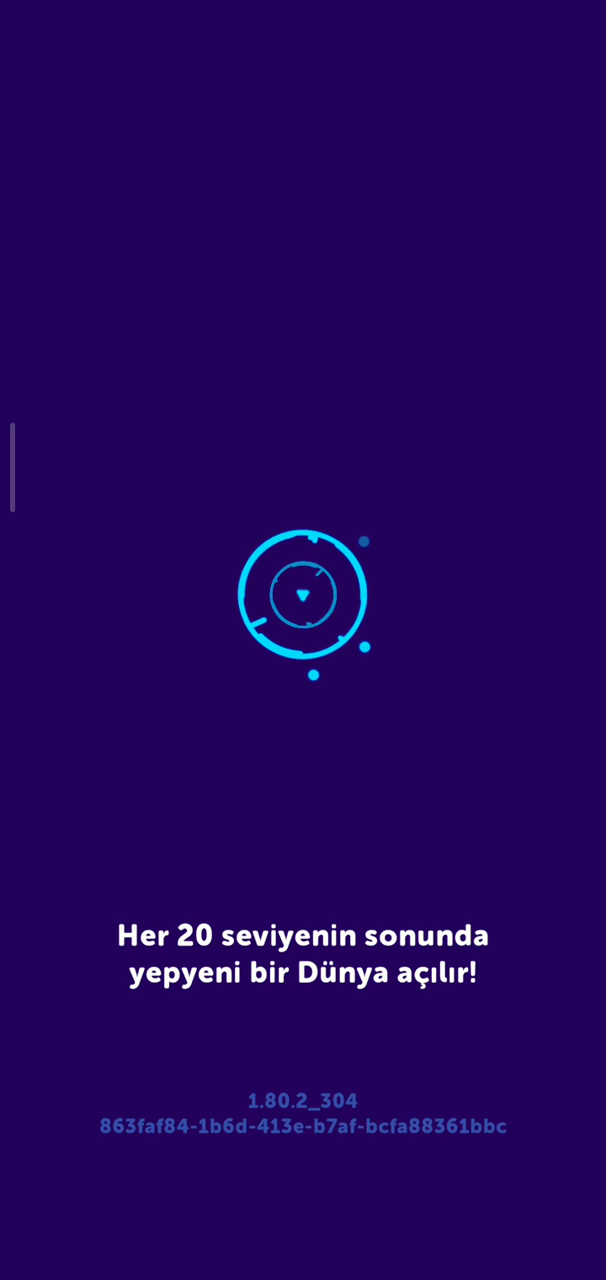 Her 20 seviyenin sonunda
yepyeni bir Dünya açılır!
1.80.2_304
863faf84-1b6d-413e-b7af-bcfa88361bbc